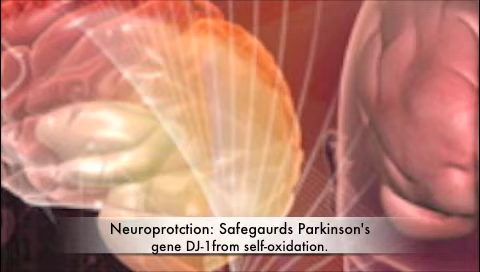 Neuroprotction: Safegaurds Parkinson's
gene DJ-1from self-oxidation.